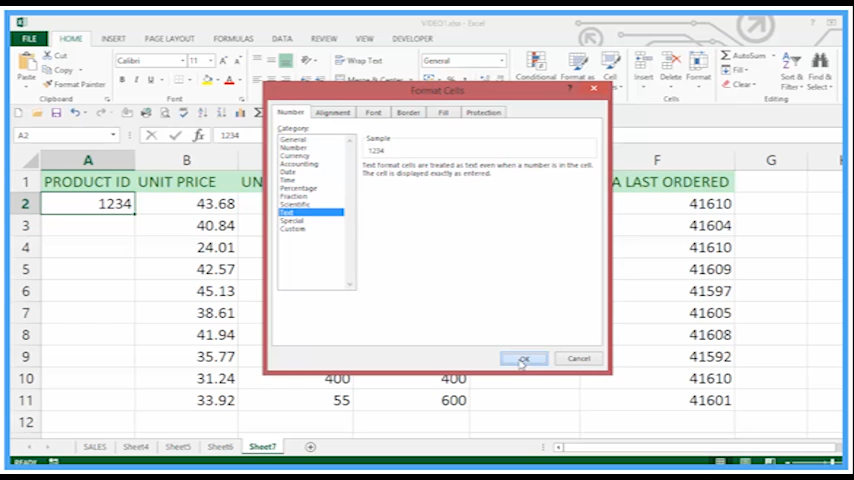 VIDEO1.xlsx - Excel
FILE HOME INSERT PAGE LAYOUT FORMULAS DATA REVIEW VIEW DEVELOPER
Paste
Cut
Copy
Format Painter
Clipboard
Calibri 11
B I U
Font
Wrap Text
Merge & Center
General
Conditional
Format as
Cell
Insert Delete Format
Cells
AutoSum
Fill
Clear
Sort &
Filter
Find &
Editing
A2 fx 1234
Format Cells
Number Alignment Font Border Fill Protection
Category:
General
Number
Currency
Accounting
Date
Time
Percentage
Fraction
Scientific
Text
Special
Custom
Sample
1234
Text format cells are treated as text even when a number is in the cell.
The cell is displayed exactly as entered.
OK Cancel
A B F G H
1 PRODUCT ID UNIT PRICE UN A LAST ORDERED
2 1234 43.68 41610
3 40.84 41604
4 24.01 41610
5 42.57 41609
6 45.13 41597
7 38.61 41605
8 41.94 41608
9 35.77 41592
10 31.24 400 400 41610
11 33.92 55 600 41601
12
SALES Sheet4 Sheet5 Sheet6 Sheet7
READY